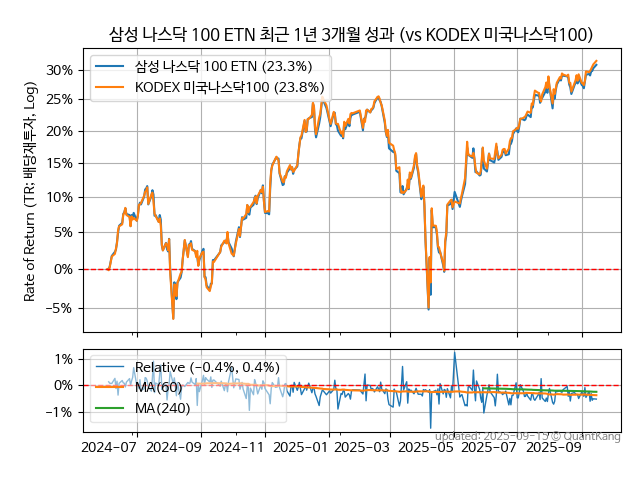 삼성 나스닥 100 ETN 최근 1년 3개월 성과 (vs KODEX 미국나스닥100)
Rate of Return (TR: 배당재투자, Log)
30%
25%
20%
15%
10%
5%
0%
−5%
삼성 나스닥 100 ETN (23.3%)
KODEX 미국나스닥100 (23.8%)
1%
0%
−1%
Relative (−0.4%, 0.4%)
MA(60)
MA(240)
updated: 2025-09-15 © QuantKang
2024-07 2024-09 2024-11 2025-01 2025-03 2025-05 2025-07 2025-09